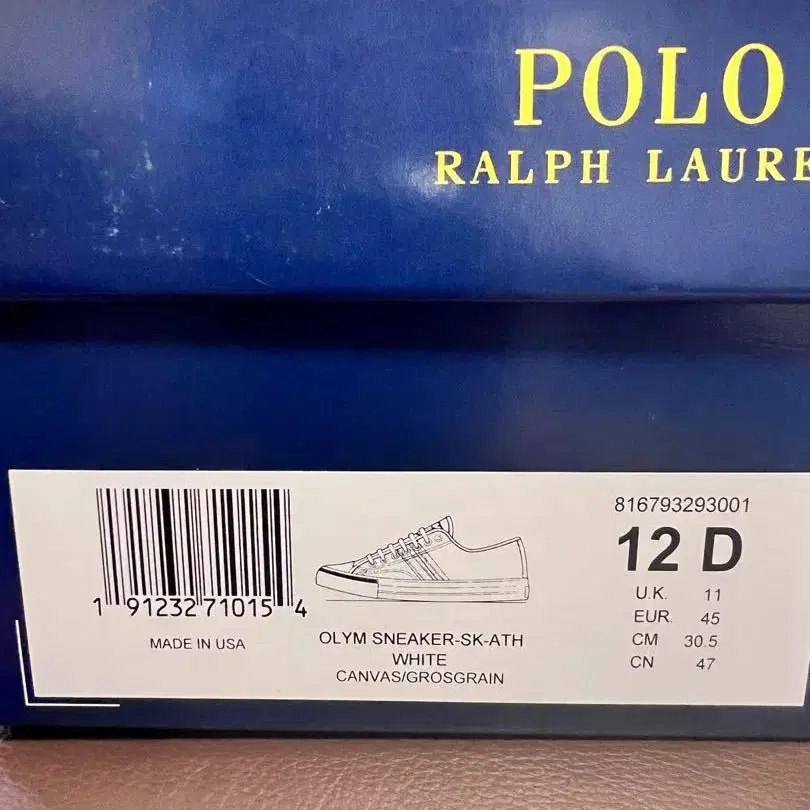 POLO
RALPH LAURE
1 91232 71015 4
MADE IN USA
OLYM SNEAKER-SK-ATH
WHITE
CANVAS/GROSGRAIN
816793293001
12 D
U.K. 11
EUR. 45
CM 30.5
CN 47